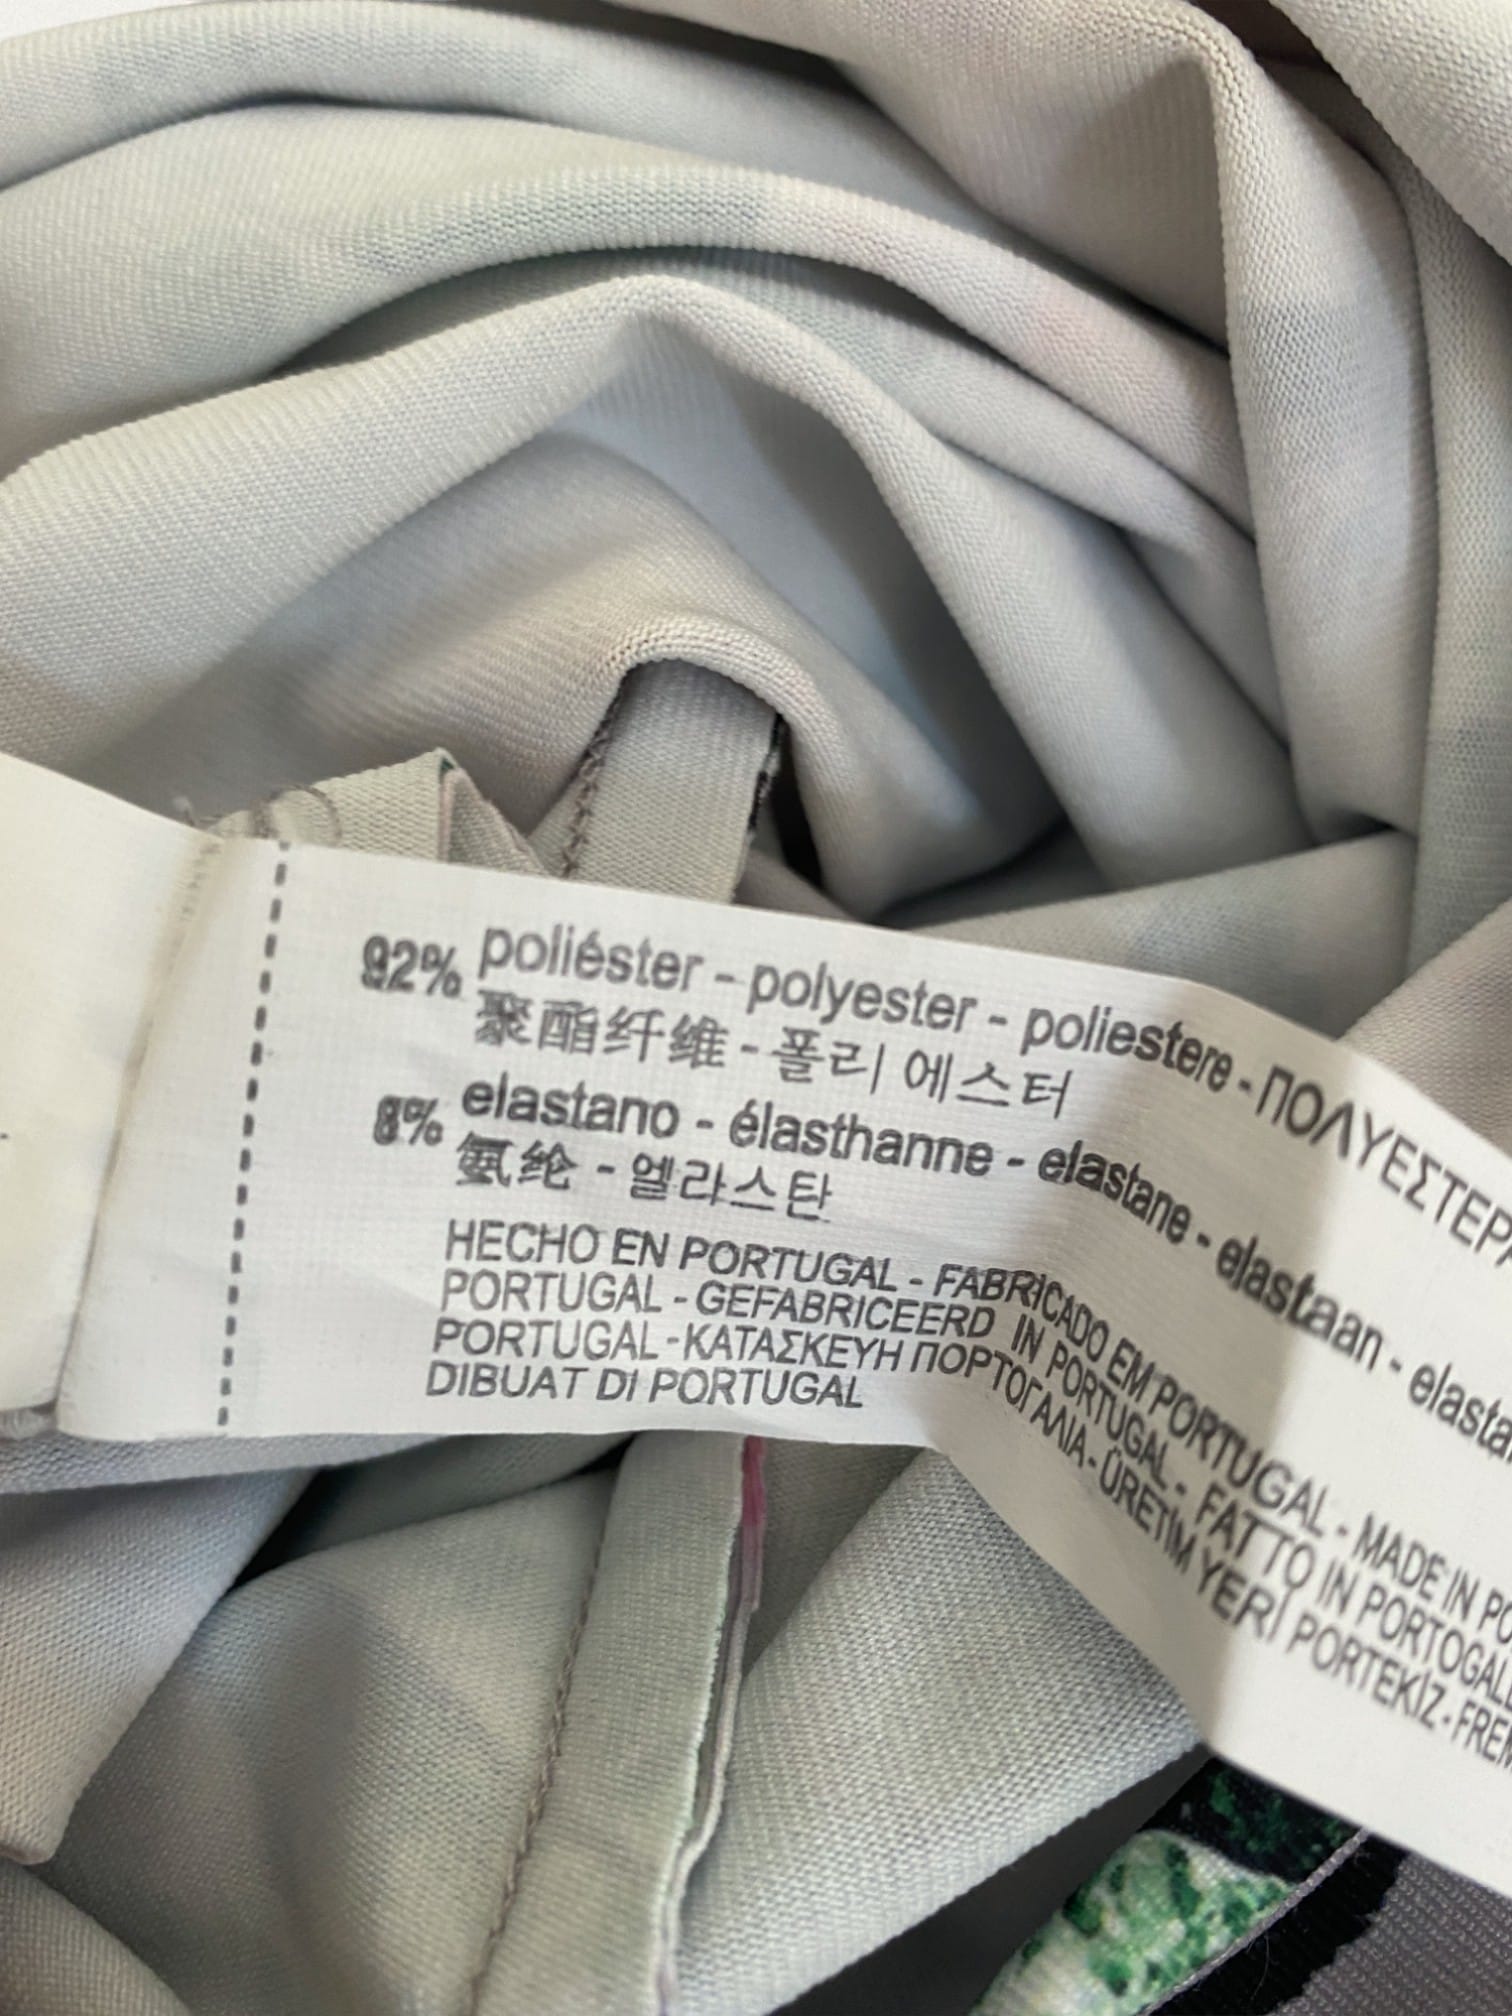 92% poliéster - polyester - poliestere - ΠΟΛΥΕΣΤΕΡΑ
聚酯纤维 - 폴리 에스터
8% elastano - élasthanne - elastane - elastaan - elasta
氨纶 - 엘라스탄
HECHO EN PORTUGAL - FABRICADO EM PORTUGAL - MADE IN PO
PORTUGAL - GEFABRICEERD IN PORTUGAL - FATTO IN PORTOGALL
PORTUGAL - ΚΑΤΑΣΚΕΥΗ ΠΟΡΤΟΓΑΛΙΑ - ÜRETİM YERİ PORTEKİZ - FREM
DIBUAT DI PORTUGAL